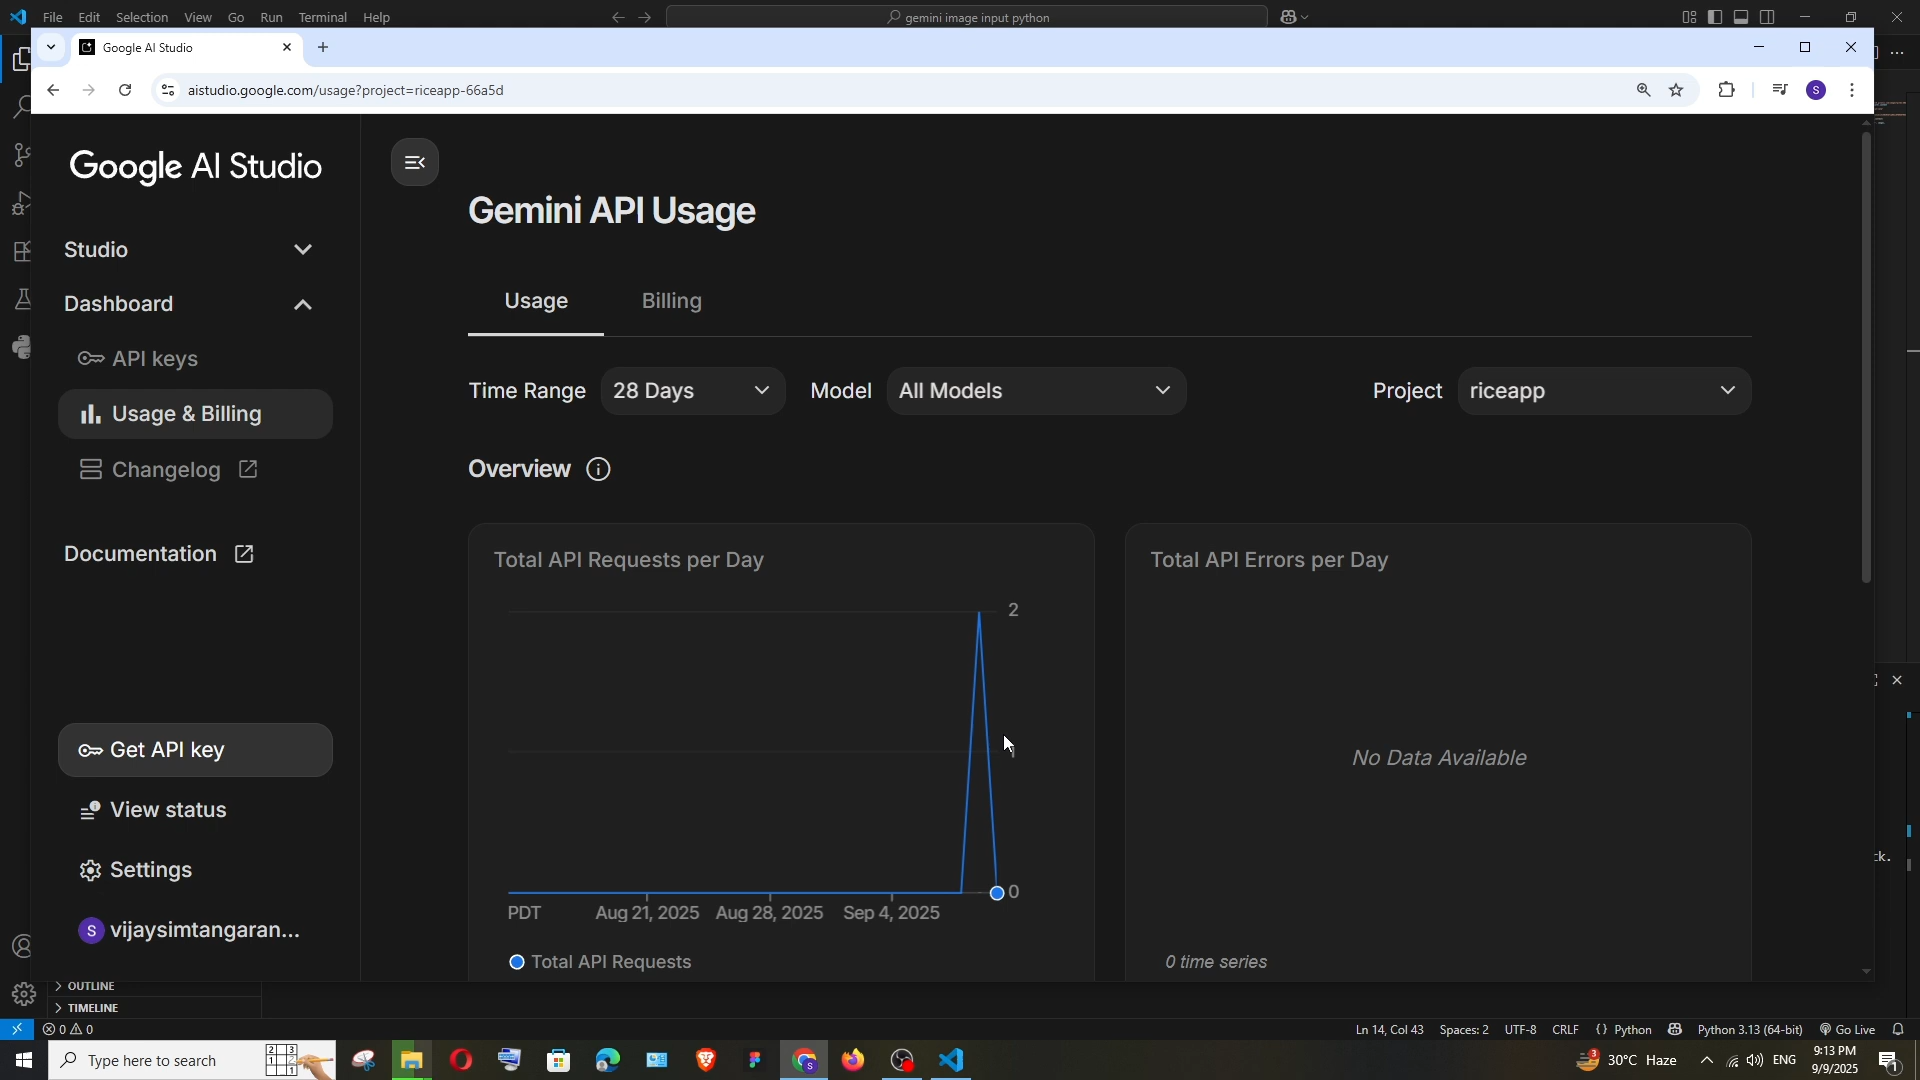 File Edit Selection View Go Run Terminal Help
gemini image input python
Google AI Studio
aistudio.google.com/usage?project=riceapp-66a5d
S
Google AI Studio
Studio
Dashboard
API keys
Usage & Billing
Changelog
Documentation
Get API key
View status
Settings
S vijaysimtangaran...
Gemini API Usage
Usage Billing
Time Range 28 Days Model All Models Project riceapp
Overview
Total API Requests per Day
2
1
0
PDT Aug 21, 2025 Aug 28, 2025 Sep 4, 2025
Total API Requests
Total API Errors per Day
No Data Available
0 time series
ck.
OUTLINE
TIMELINE
0 0
Ln 14, Col 43 Spaces: 2 UTF-8 CRLF {} Python Python 3.13 (64-bit) Go Live
Type here to search
30°C Haze ENG 9:13 PM
9/9/2025